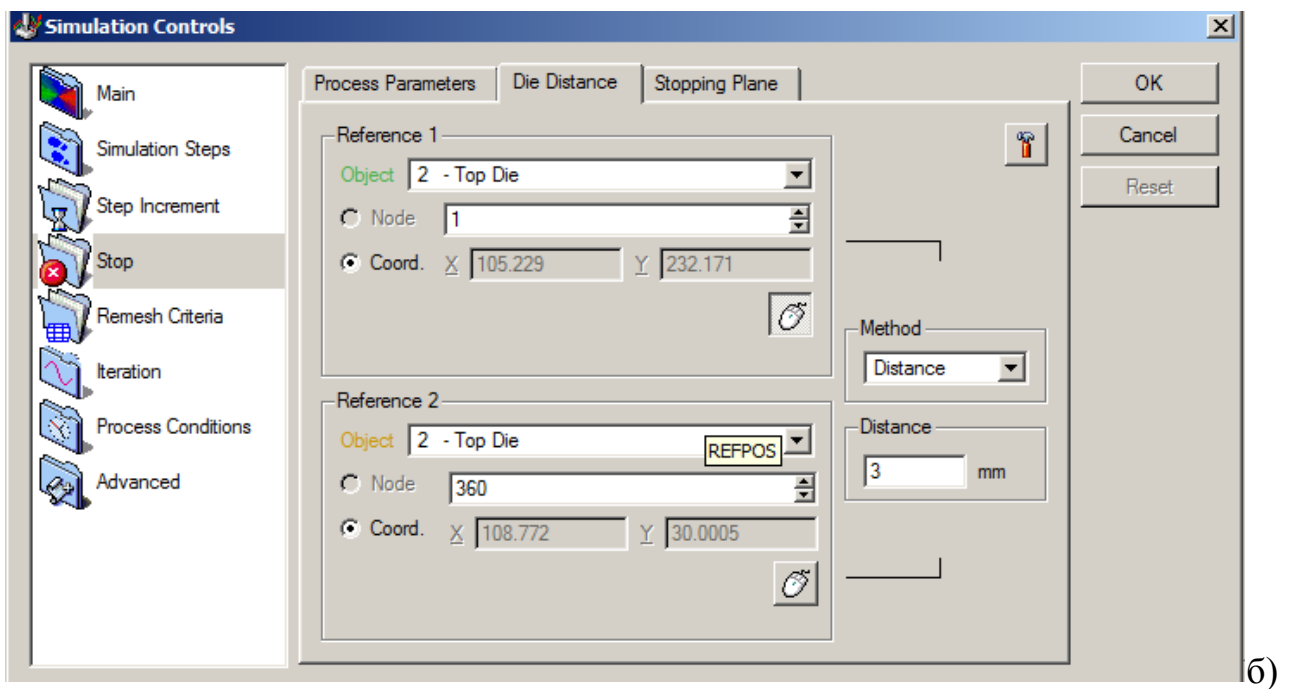 Simulation Controls
Main
Simulation Steps
Step Increment
Stop
Remesh Criteria
Iteration
Process Conditions
Advanced
Process Parameters Die Distance Stopping Plane
Reference 1
Object 2 - Top Die
Node 1
Coord. X 105.229 Y 232.171
Reference 2
Object 2 - Top Die
REFPOS
Node 360
Coord. X 108.772 Y 30.0005
Method
Distance
Distance
3 mm
OK
Cancel
Reset
б)